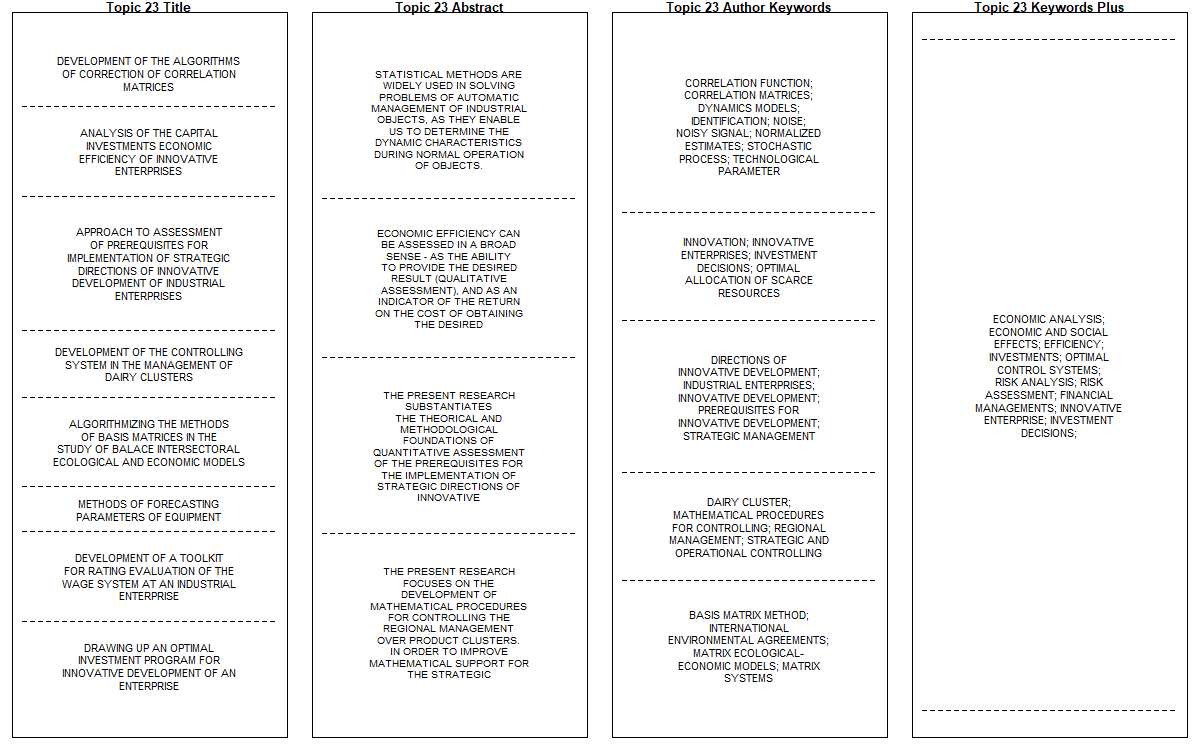 Topic 23 Title
DEVELOPMENT OF THE ALGORITHMS
OF CORRECTION OF CORRELATION
MATRICES
ANALYSIS OF THE CAPITAL
INVESTMENTS ECONOMIC
EFFICIENCY OF INNOVATIVE
ENTERPRISES
APPROACH TO ASSESSMENT
OF PREREQUISITES FOR
IMPLEMENTATION OF STRATEGIC
DIRECTIONS OF INNOVATIVE
DEVELOPMENT OF INDUSTRIAL
ENTERPRISES
DEVELOPMENT OF THE CONTROLLING
SYSTEM IN THE MANAGEMENT OF
DAIRY CLUSTERS
ALGORITHMIZING THE METHODS
OF BASIS MATRICES IN THE
STUDY OF BALACE INTERSECTORAL
ECOLOGICAL AND ECONOMIC MODELS
METHODS OF FORECASTING
PARAMETERS OF EQUIPMENT
DEVELOPMENT OF A TOOLKIT
FOR RATING EVALUATION OF THE
WAGE SYSTEM AT AN INDUSTRIAL
ENTERPRISE
DRAWING UP AN OPTIMAL
INVESTMENT PROGRAM FOR
INNOVATIVE DEVELOPMENT OF AN
ENTERPRISE
Topic 23 Abstract
STATISTICAL METHODS ARE
WIDELY USED IN SOLVING
PROBLEMS OF AUTOMATIC
MANAGEMENT OF INDUSTRIAL
OBJECTS, AS THEY ENABLE
US TO DETERMINE THE
DYNAMIC CHARACTERISTICS
DURING NORMAL OPERATION
OF OBJECTS.
ECONOMIC EFFICIENCY CAN
BE ASSESSED IN A BROAD
SENSE - AS THE ABILITY
TO PROVIDE THE DESIRED
RESULT (QUALITATIVE
ASSESSMENT), AND AS AN
INDICATOR OF THE RETURN
ON THE COST OF OBTAINING
THE DESIRED
THE PRESENT RESEARCH
SUBSTANTIATES
THE THEORICAL AND
METHODOLOGICAL
FOUNDATIONS OF
QUANTITATIVE ASSESSMENT
OF THE PREREQUISITES FOR
THE IMPLEMENTATION OF
STRATEGIC DIRECTIONS OF
INNOVATIVE
THE PRESENT RESEARCH
FOCUSES ON THE
DEVELOPMENT OF
MATHEMATICAL PROCEDURES
FOR CONTROLLING THE
REGIONAL MANAGEMENT
OVER PRODUCT CLUSTERS.
IN ORDER TO IMPROVE
MATHEMATICAL SUPPORT FOR
THE STRATEGIC
Topic 23 Author Keywords
CORRELATION FUNCTION;
CORRELATION MATRICES;
DYNAMICS MODELS;
IDENTIFICATION; NOISE;
NOISY SIGNAL; NORMALIZED
ESTIMATES; STOCHASTIC
PROCESS; TECHNOLOGICAL
PARAMETER
INNOVATION; INNOVATIVE
ENTERPRISES; INVESTMENT
DECISIONS; OPTIMAL
ALLOCATION OF SCARCE
RESOURCES
DIRECTIONS OF
INNOVATIVE DEVELOPMENT;
INDUSTRIAL ENTERPRISES;
INNOVATIVE DEVELOPMENT;
PREREQUISITES FOR
INNOVATIVE DEVELOPMENT;
STRATEGIC MANAGEMENT
DAIRY CLUSTER;
MATHEMATICAL PROCEDURES
FOR CONTROLLING; REGIONAL
MANAGEMENT; STRATEGIC AND
OPERATIONAL CONTROLLING
BASIS MATRIX METHOD;
INTERNATIONAL
ENVIRONMENTAL AGREEMENTS;
MATRIX ECOLOGICAL-
ECONOMIC MODELS; MATRIX
SYSTEMS
Topic 23 Keywords Plus
ECONOMIC ANALYSIS;
ECONOMIC AND SOCIAL
EFFECTS; EFFICIENCY;
INVESTMENTS; OPTIMAL
CONTROL SYSTEMS;
RISK ANALYSIS; RISK
ASSESSMENT; FINANCIAL
MANAGEMENTS; INNOVATIVE
ENTERPRISE; INVESTMENT
DECISIONS;